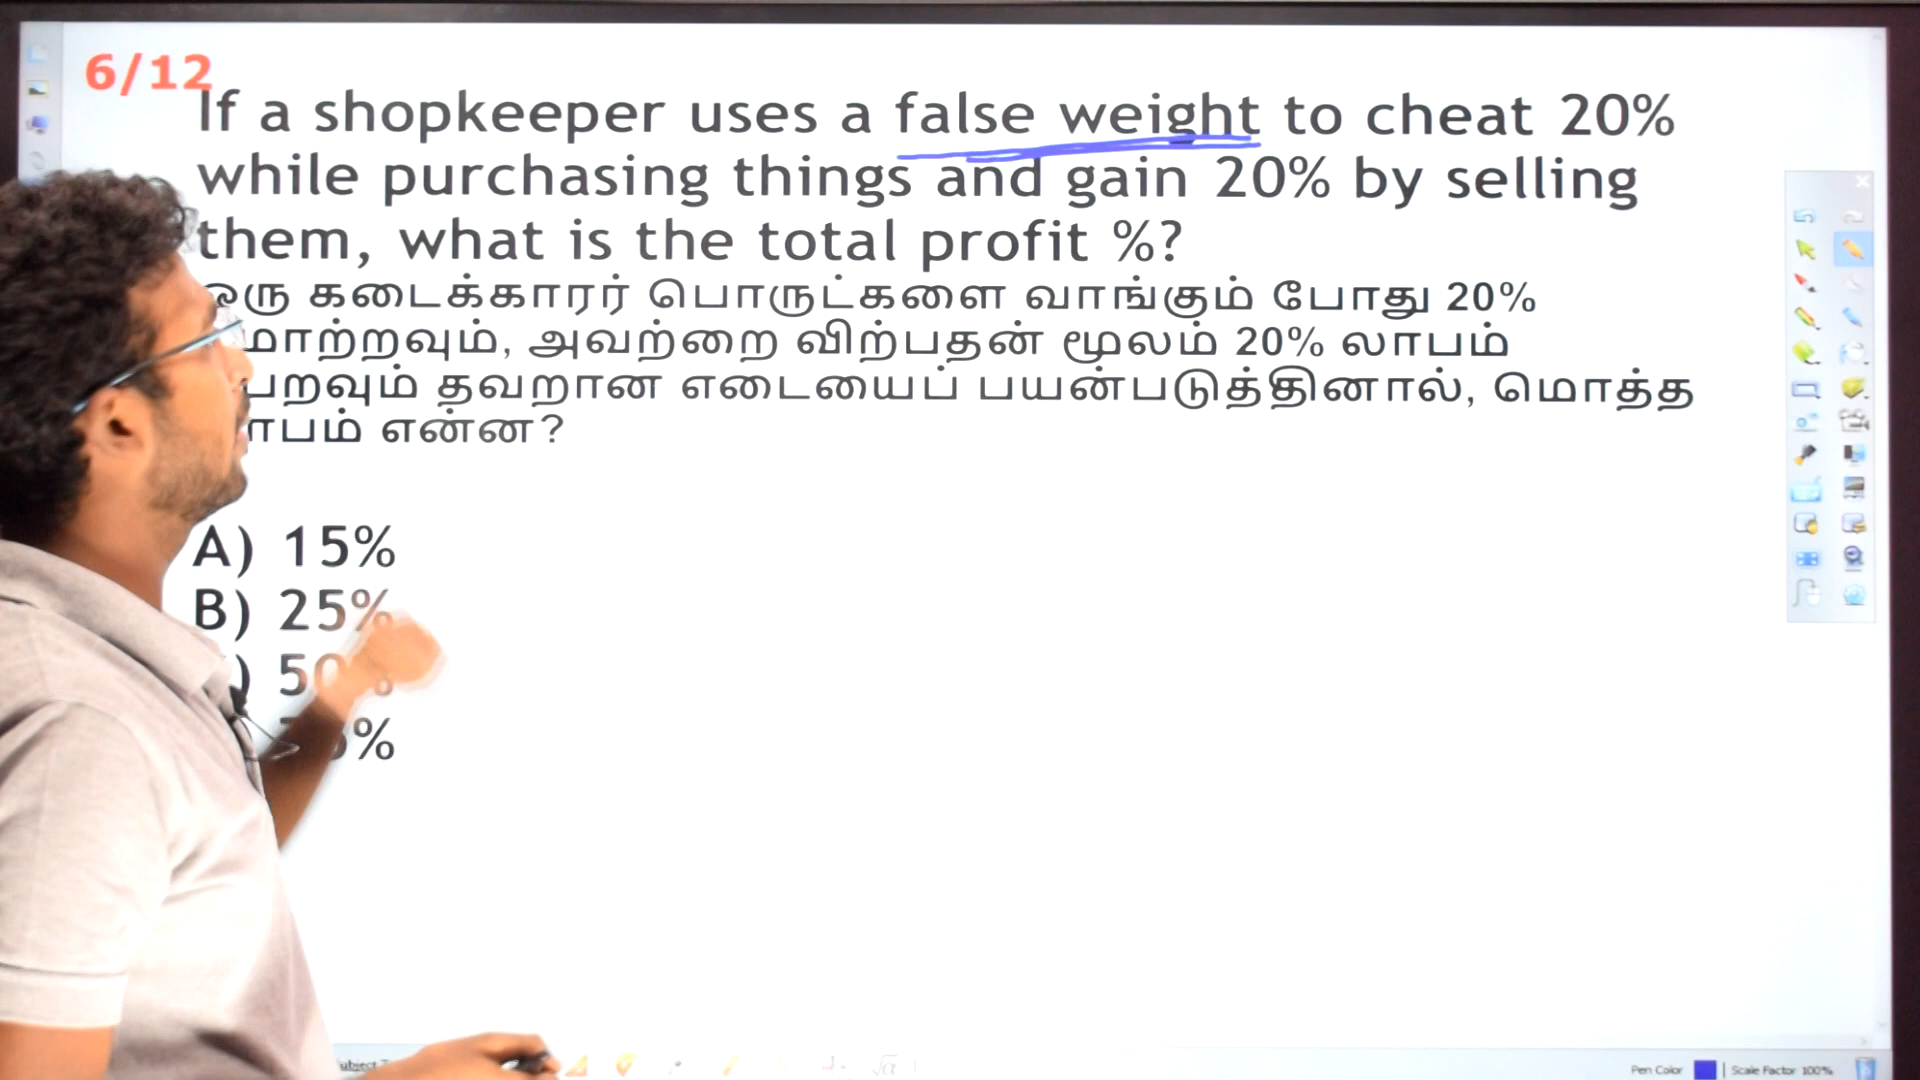 6/12
If a shopkeeper uses a false weight to cheat 20%
while purchasing things and gain 20% by selling
them, what is the total profit %?
ஒரு கடைக்காரர் பொருட்களை வாங்கும் போது 20%
மாற்றவும், அவற்றை விற்பதன் மூலம் 20% லாபம்
பறவும் தவறான எடையைப் பயன்படுத்தினால், மொத்த
என்ன?
A) 15%
B) 25%
) 50%
%
Pen Color | Scale Factor 100%